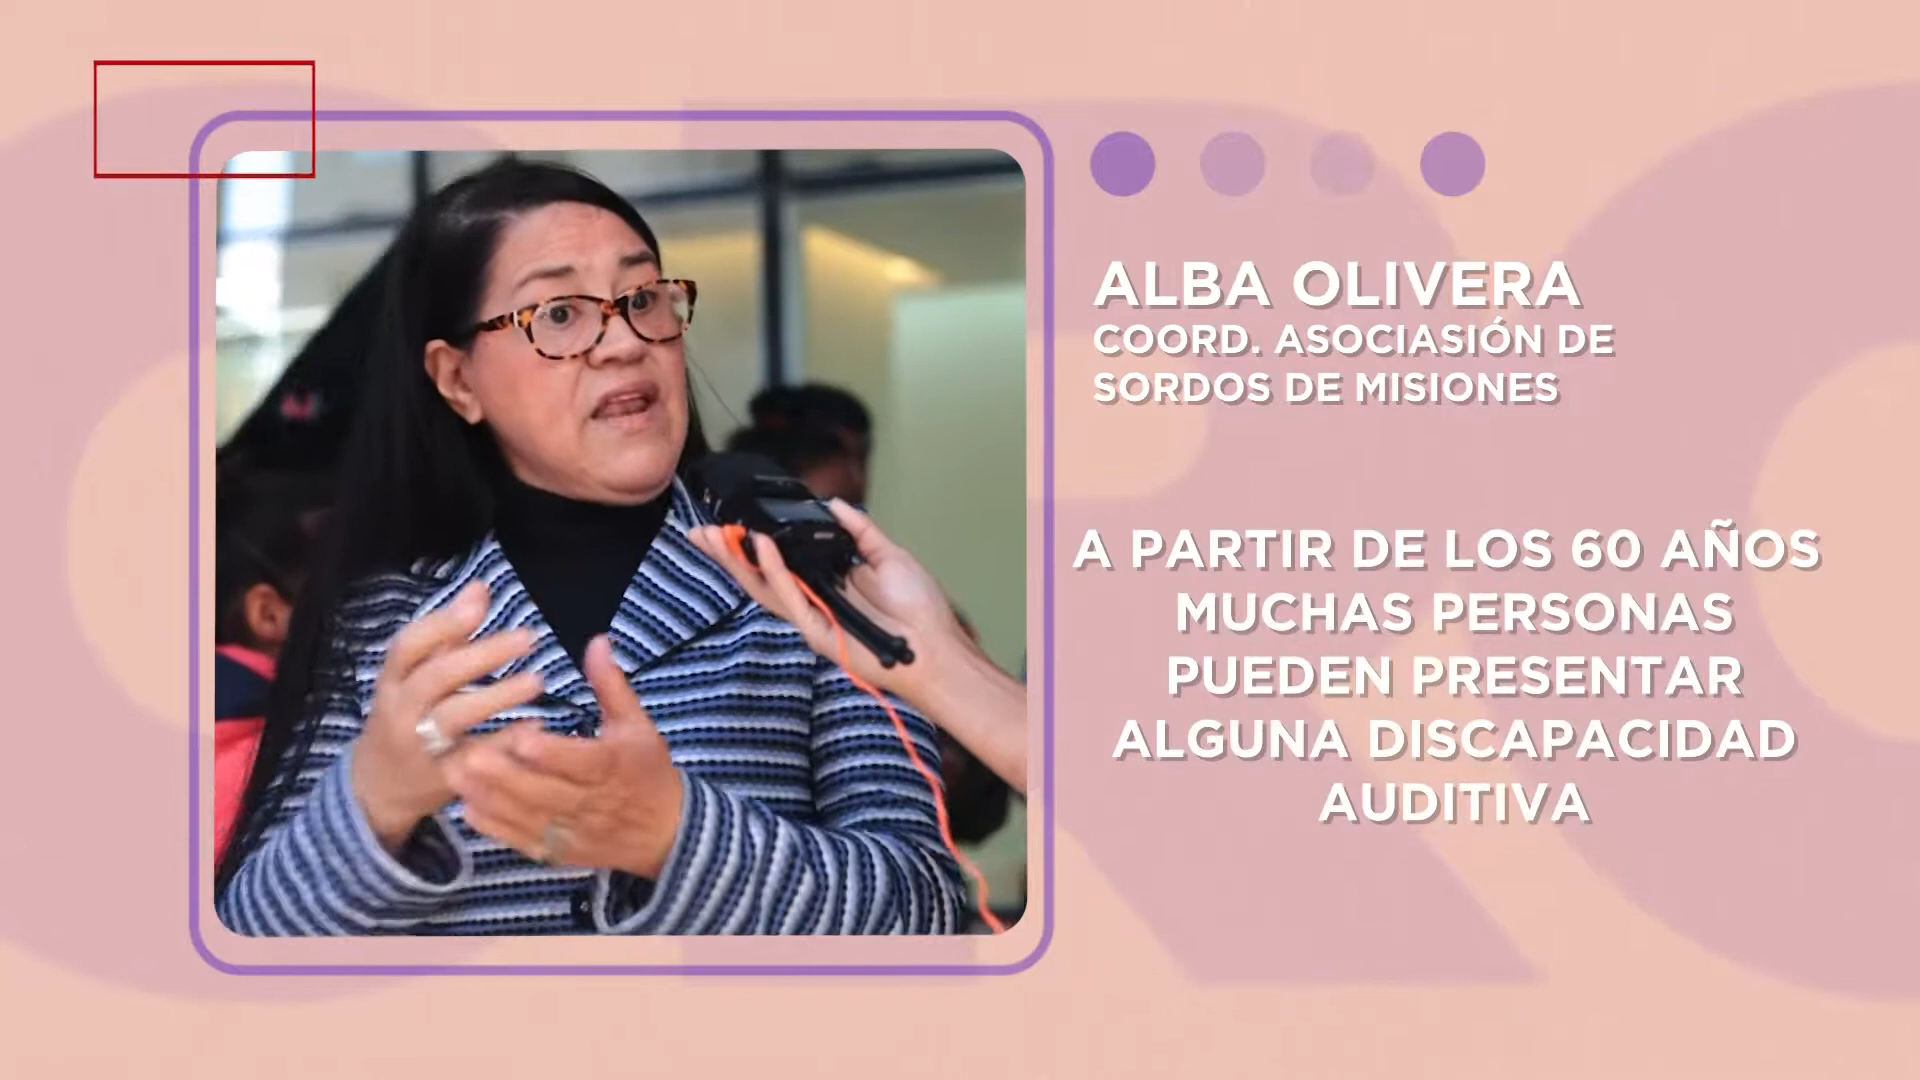 ALBA OLIVERA
COORD. ASOCIASIÓN DE
SORDOS DE MISIONES
A PARTIR DE LOS 60 AÑOS
MUCHAS PERSONAS
PUEDEN PRESENTAR
ALGUNA DISCAPACIDAD
AUDITIVA